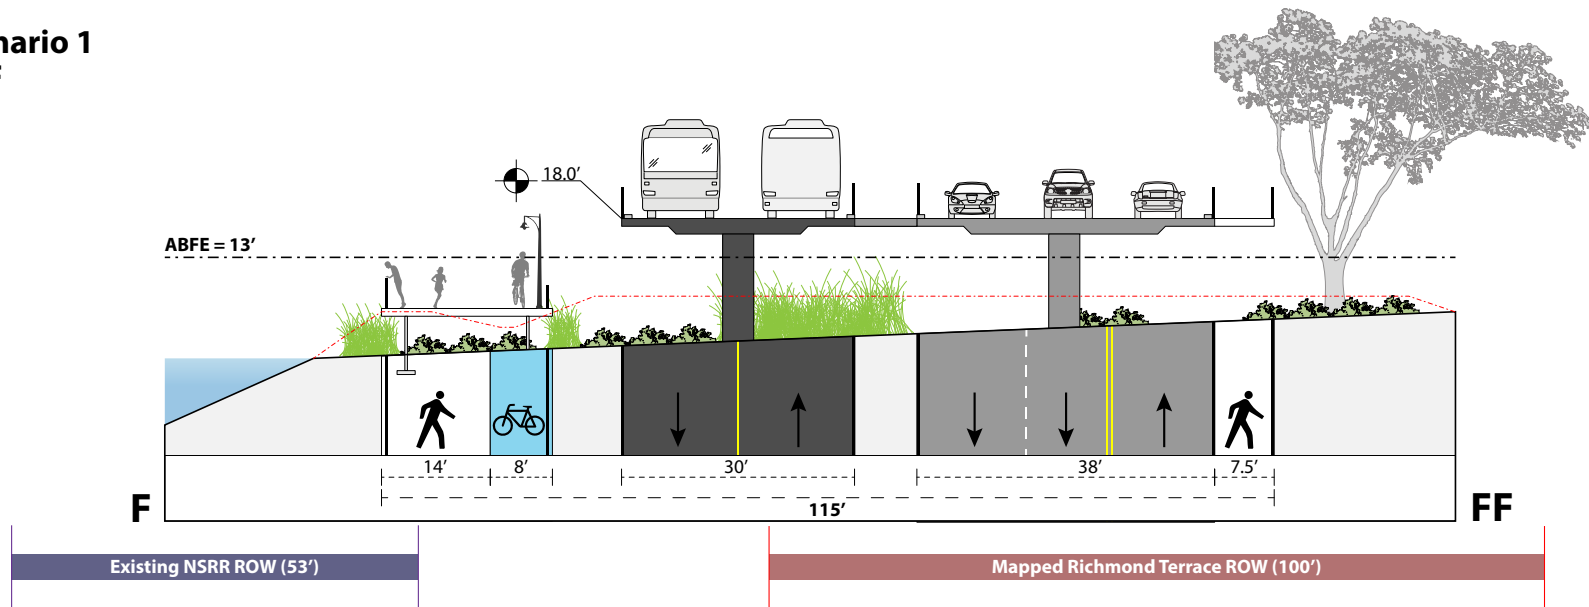 nario 1
18.0’
ABFE = 13’
14’ 8’ 30’ 38’ 7.5’
115’
F FF
Existing NSRR ROW (53’) Mapped Richmond Terrace ROW (100’)